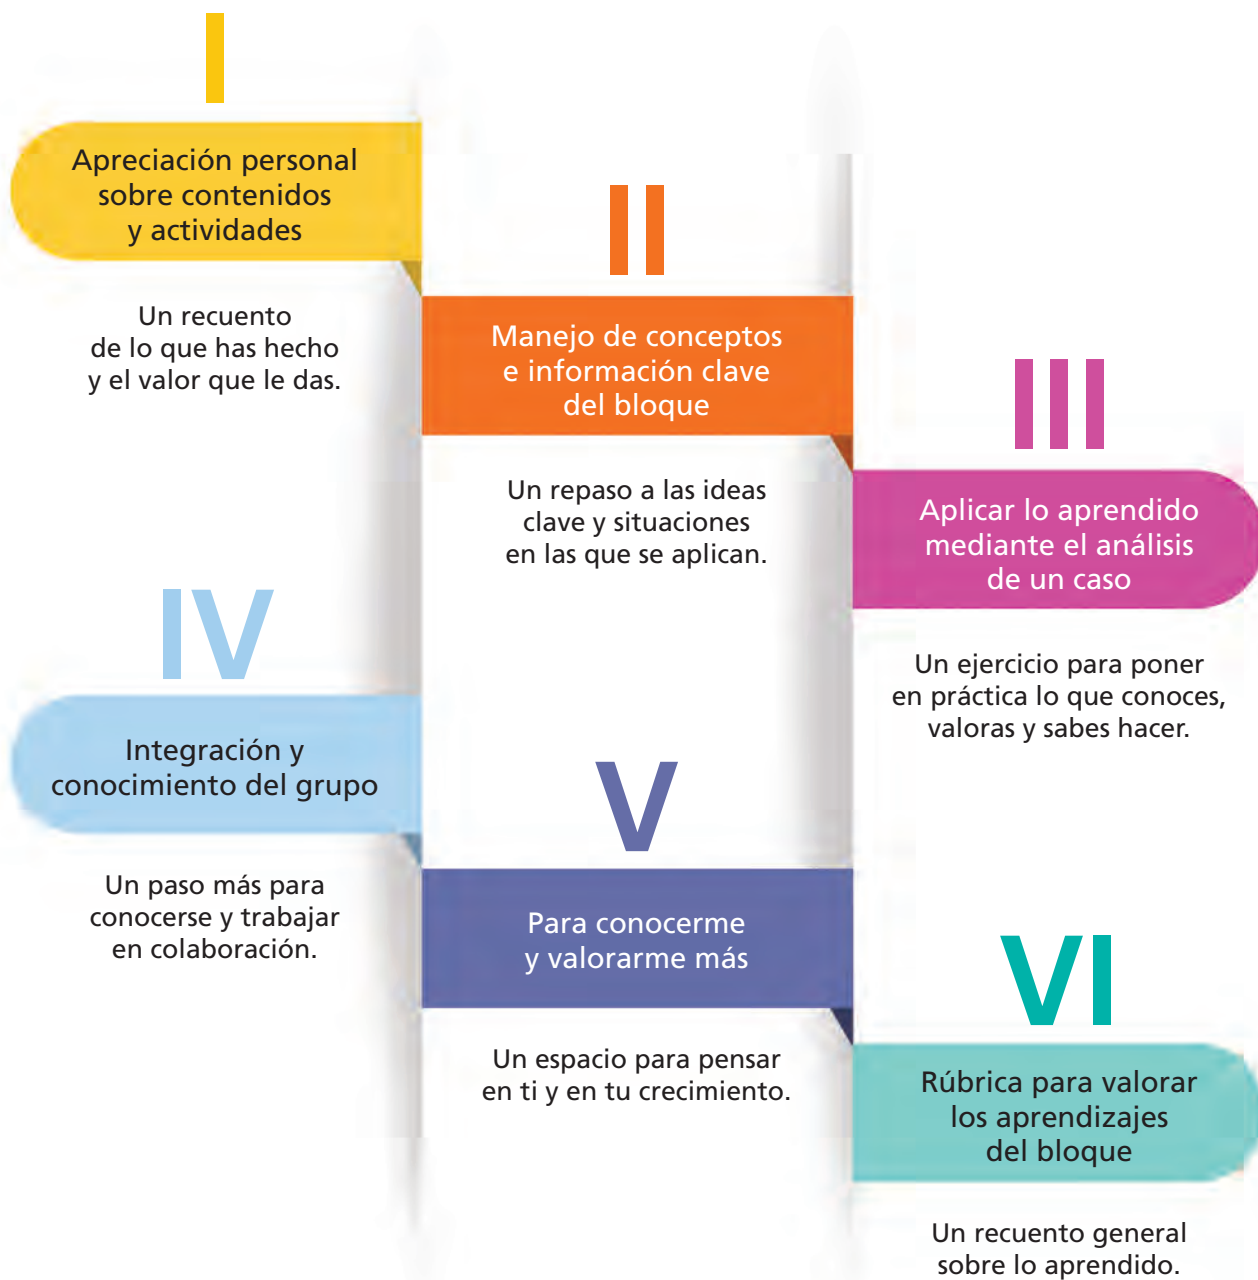 I
Apreciación personal
sobre contenidos
y actividades
Un recuento
de lo que has hecho
y el valor que le das.
II
Manejo de conceptos
e información clave
del bloque
Un repaso a las ideas
clave y situaciones
en las que se aplican.
III
Aplicar lo aprendido
mediante el análisis
de un caso
Un ejercicio para poner
en práctica lo que conoces,
valoras y sabes hacer.
IV
Integración y
conocimiento del grupo
Un paso más para
conocerse y trabajar
en colaboración.
V
Para conocerme
y valorarme más
Un espacio para pensar
en ti y en tu crecimiento.
VI
Rúbrica para valorar
los aprendizajes
del bloque
Un recuento general
sobre lo aprendido.